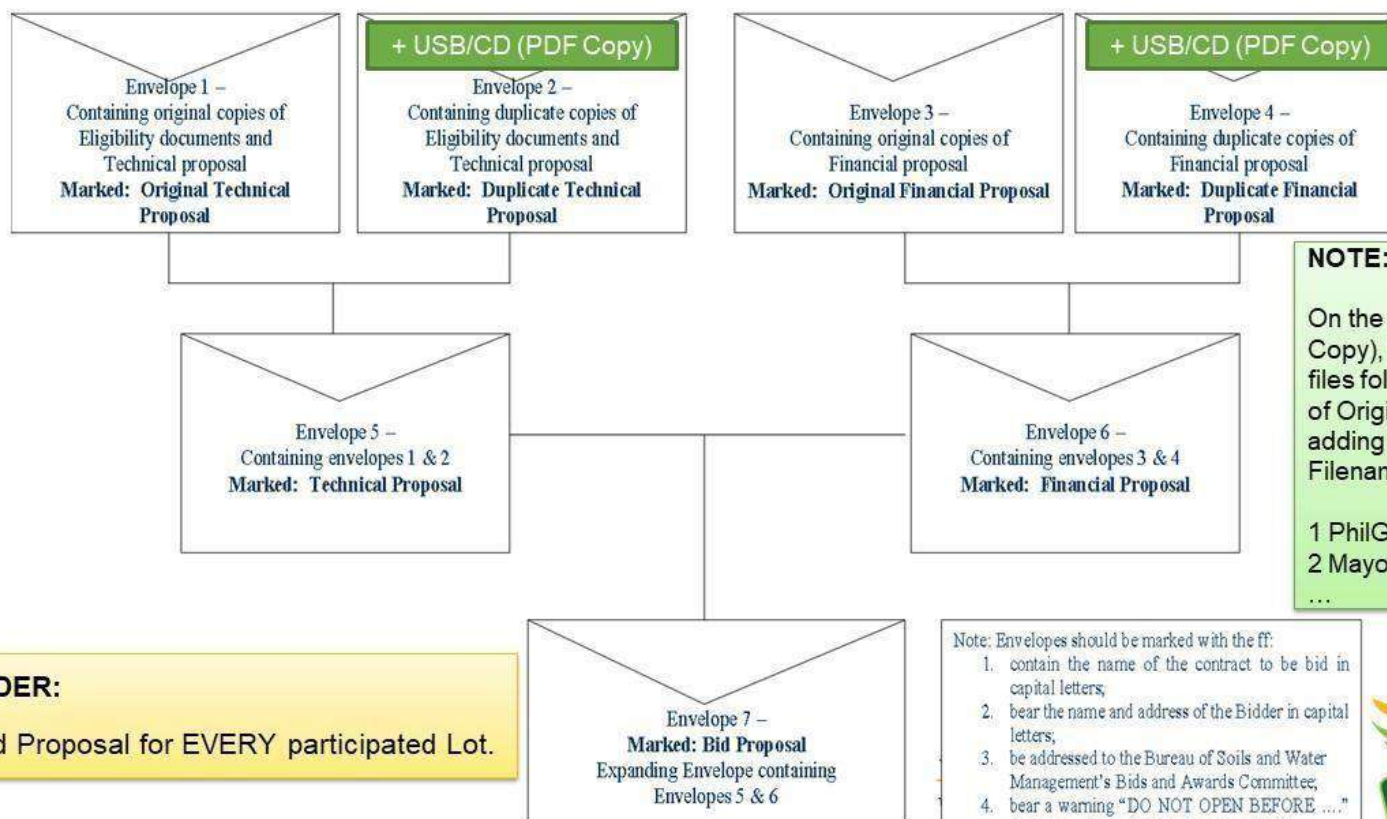 Envelope 1 –
Containing original copies of
Eligibility documents and
Technical proposal
Marked: Original Technical
Proposal
+ USB/CD (PDF Copy)
Envelope 2 –
Containing duplicate copies of
Eligibility documents and
Technical proposal
Marked: Duplicate Technical
Proposal
Envelope 3 –
Containing original copies of
Financial proposal
Marked: Original Financial Proposal
+ USB/CD (PDF Copy)
Envelope 4 –
Containing duplicate copies of
Financial proposal
Marked: Duplicate Financial
Proposal
Envelope 5 –
Containing envelopes 1 & 2
Marked: Technical Proposal
Envelope 6 –
Containing envelopes 3 & 4
Marked: Financial Proposal
NOTE:
On the
Copy),
files fol
of Origi
adding
Filenan
1 PhilG
2 Mayo
...
DER:
d Proposal for EVERY participated Lot.
Envelope 7 –
Marked: Bid Proposal
Expanding Envelope containing
Envelopes 5 & 6
Note: Envelopes should be marked with the ff:
1. contain the name of the contract to be bid in
capital letters;
2. bear the name and address of the Bidder in capital
letters;
3. be addressed to the Bureau of Soils and Water
Management's Bids and Awards Committee;
4. bear a warning “DO NOT OPEN BEFORE ....”